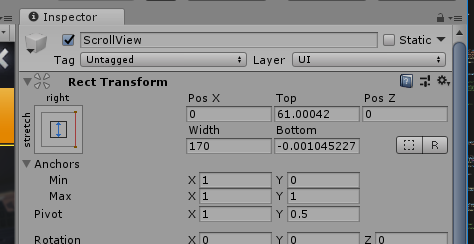 Inspector
ScrollView Static
Tag Untagged Layer UI
Rect Transform
right
stretch
Pos X Top Pos Z
0 61.00042 0
Width Bottom
170 -0.001045227 R
Anchors
Min X 1 Y 0
Max X 1 Y 1
Pivot X 1 Y 0.5
Rotation X 0 Y 0 Z 0